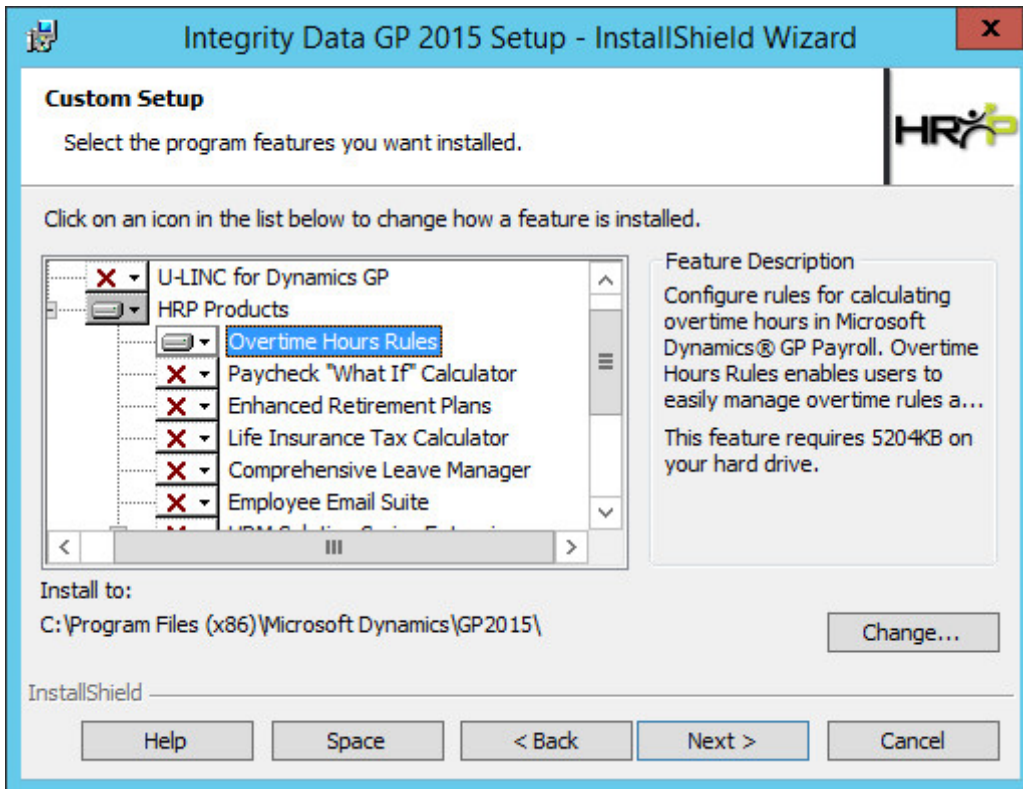 Integrity Data GP 2015 Setup - InstallShield Wizard
x
Custom Setup
Select the program features you want installed.
HRP
Click on an icon in the list below to change how a feature is installed.
U-LINC for Dynamics GP
HRP Products
Overtime Hours Rules
Paycheck "What If" Calculator
Enhanced Retirement Plans
Life Insurance Tax Calculator
Comprehensive Leave Manager
Employee Email Suite
Feature Description
Configure rules for calculating
overtime hours in Microsoft
Dynamics® GP Payroll. Overtime
Hours Rules enables users to
easily manage overtime rules a...
This feature requires 5204KB on
your hard drive.
Install to:
C:\Program Files (x86)\Microsoft Dynamics\GP2015\
Change...
InstallShield
Help
Space
< Back
Next >
Cancel